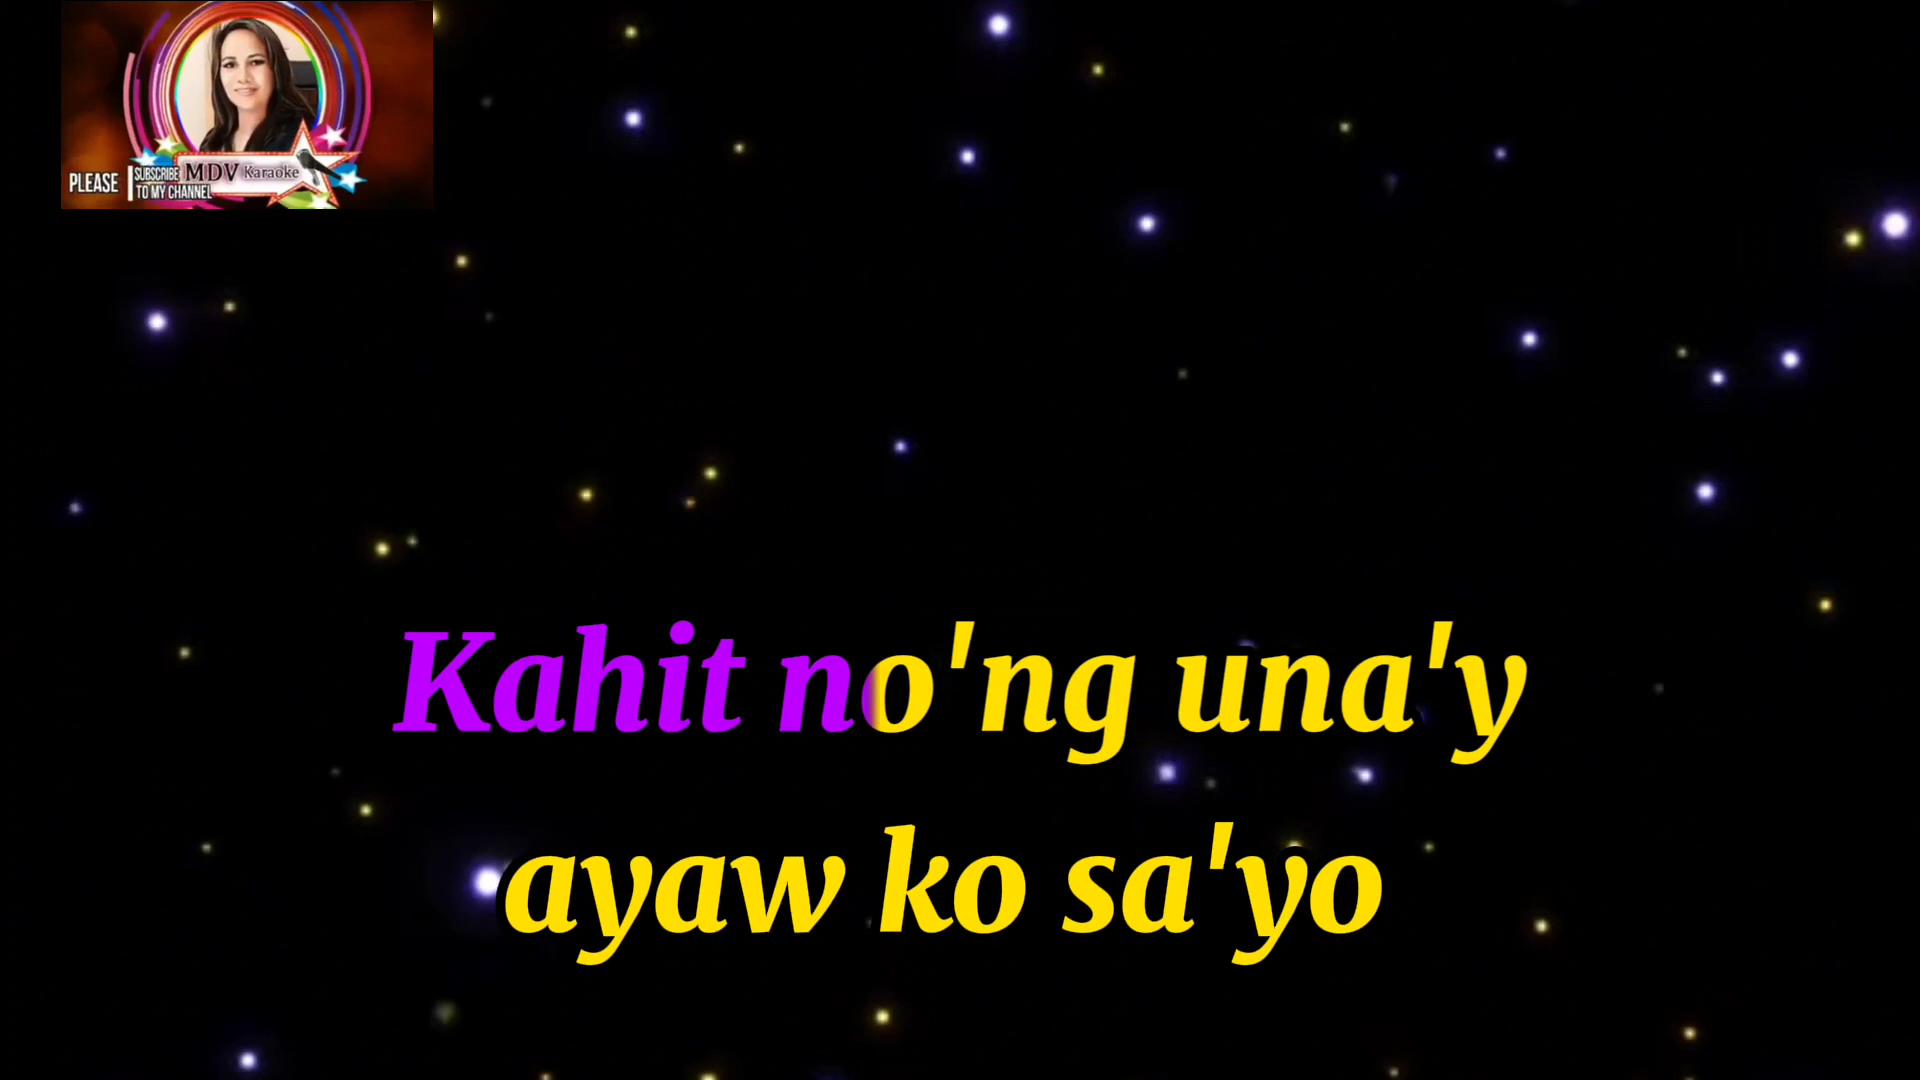 PLEASE
SUBSCRIBE
TO MY CHANNEL
MDV Karaoke
Kahit no'ng una'y
ayaw ko sa'yo